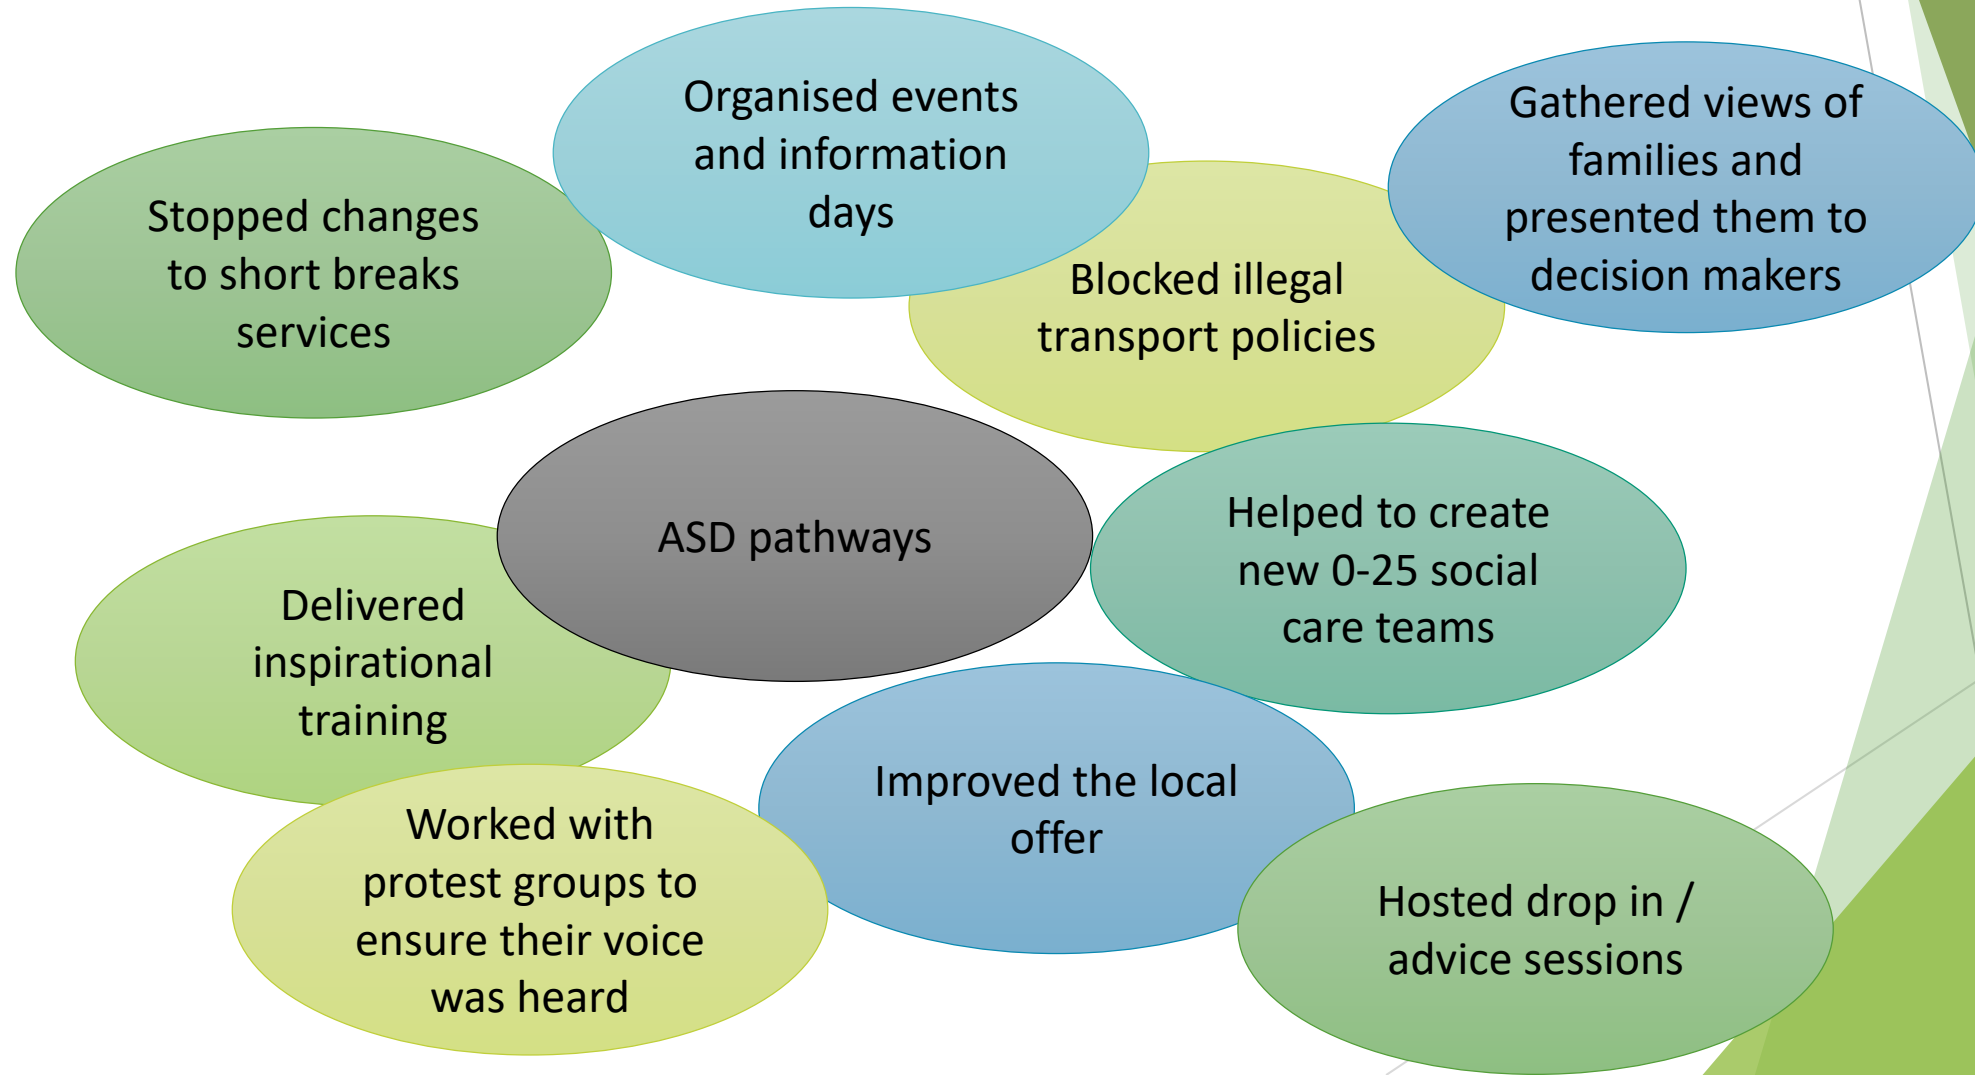 Organised events
and information
days
Gathered views of
families and
presented them to
decision makers
Stopped changes
to short breaks
services
Blocked illegal
transport policies
ASD pathways
Helped to create
new 0-25 social
care teams
Delivered
inspirational
training
Improved the local
offer
Worked with
protest groups to
ensure their voice
was heard
Hosted drop in /
advice sessions